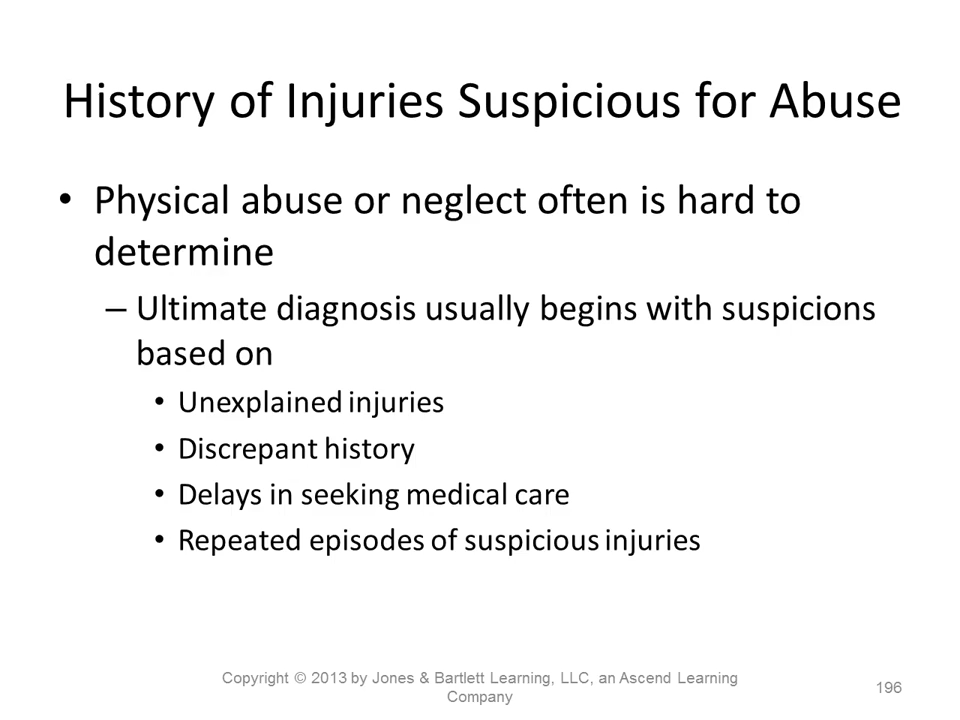 History of Injuries Suspicious for Abuse
• Physical abuse or neglect often is hard to
determine
– Ultimate diagnosis usually begins with suspicions
based on
• Unexplained injuries
• Discrepant history
• Delays in seeking medical care
• Repeated episodes of suspicious injuries
Copyright © 2013 by Jones & Bartlett Learning, LLC, an Ascend Learning
Company
196